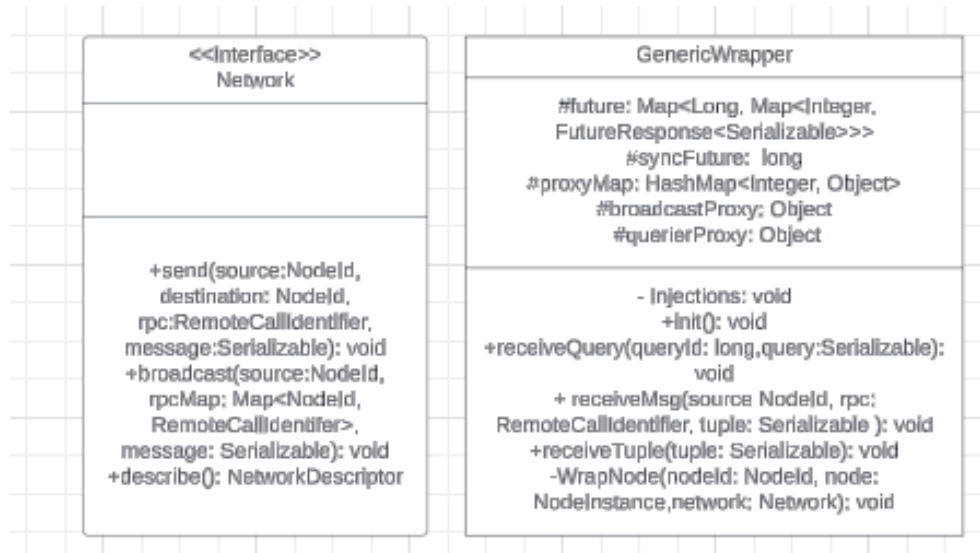 <<Interface>>
Network
+send(source:NodeId,
destination: NodeId,
rpc:RemoteCallIdentifier,
message:Serializable): void
+broadcast(source:NodeId,
rpcMap: Map<NodeId,
RemoteCallIdentifer>,
message: Serializable): void
+describe(): NetworkDescriptor
GenericWrapper
#future: Map<Long, Map<Integer,
FutureResponse<Serializable>>>
#syncFuture:  long
#proxyMap: HashMap<Integer, Object>
#broadcastProxy: Object
#querierProxy: Object
- Injections: void
+init(): void
+receiveQuery(queryId: long,query:Serializable):
void
+ receiveMsg(source NodeId, rpc:
RemoteCallIdentifier, tuple: Serializable ): void
+receiveTuple(tuple: Serializable): void
-WrapNode(nodeId: NodeId, node:
NodeInstance,network: Network): void